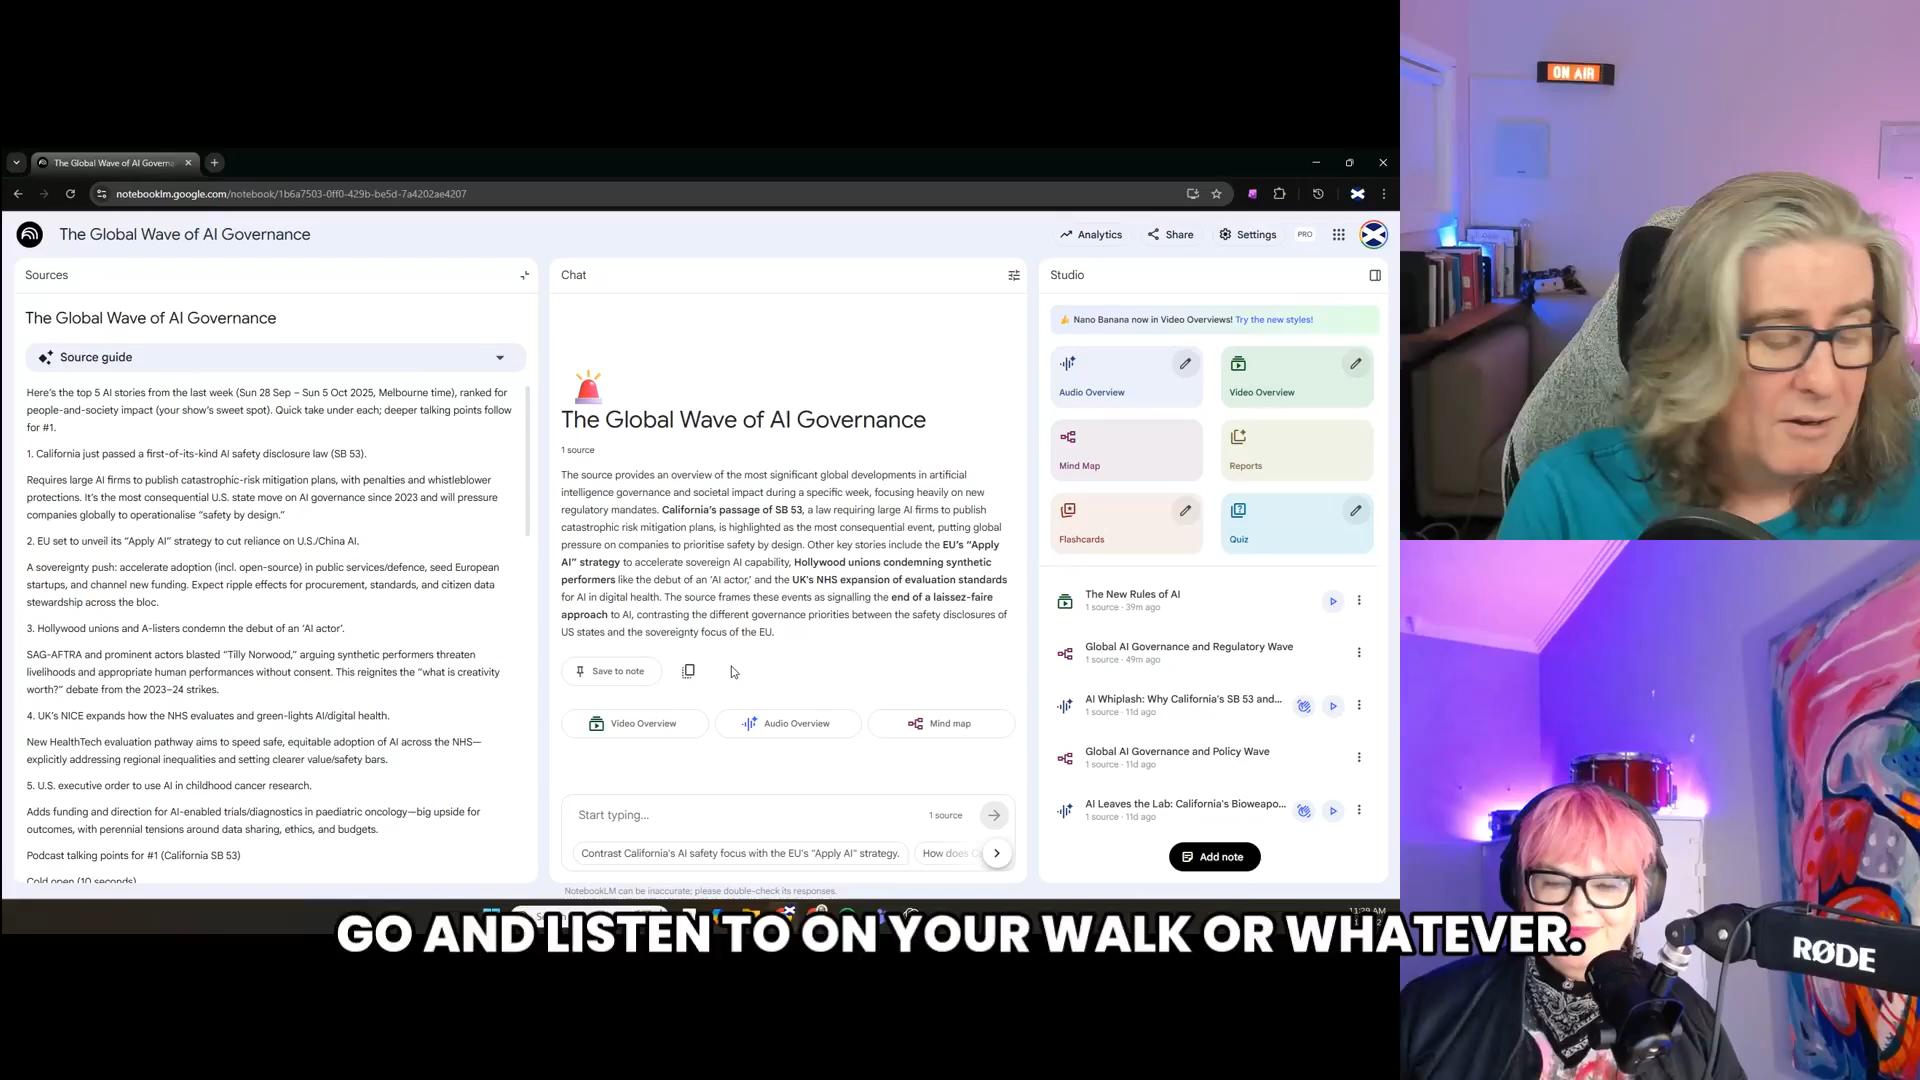 ON AIR
The Global Wave of AI Governa
notebooklm.google.com/notebook/1b6a7503-0ff0-429b-be5d-7a4202ae4207
The Global Wave of AI Governance
Analytics
Share
Settings
PRO
Sources
The Global Wave of AI Governance
Source guide
Here's the top 5 AI stories from the last week (Sun 28 Sep – Sun 5 Oct 2025, Melbourne time), ranked for
people-and-society impact (your show's sweet spot). Quick take under each; deeper talking points follow
for #1.
1. California just passed a first-of-its-kind AI safety disclosure law (SB 53).
Requires large AI firms to publish catastrophic-risk mitigation plans, with penalties and whistleblower
protections. It's the most consequential U.S. state move on AI governance since 2023 and will pressure
companies globally to operationalise “safety by design.”
2. EU set to unveil its “Apply AI” strategy to cut reliance on U.S./China AI.
A sovereignty push: accelerate adoption (incl. open-source) in public services/defence, seed European
startups, and channel new funding. Expect ripple effects for procurement, standards, and citizen data
stewardship across the bloc.
3. Hollywood unions and A-listers condemn the debut of an ‘AI actor’.
SAG-AFTRA and prominent actors blasted “Tilly Norwood,” arguing synthetic performers threaten
livelihoods and appropriate human performances without consent. This reignites the “what is creativity
worth?” debate from the 2023–24 strikes.
4. UK's NICE expands how the NHS evaluates and green-lights AI/digital health.
New HealthTech evaluation pathway aims to speed safe, equitable adoption of AI across the NHS—
explicitly addressing regional inequalities and setting clearer value/safety bars.
5. U.S. executive order to use AI in childhood cancer research.
Adds funding and direction for AI-enabled trials/diagnostics in paediatric oncology—big upside for
outcomes, with perennial tensions around data sharing, ethics, and budgets.
Podcast talking points for #1 (California SB 53)
Cold open (10 seconds)
Chat
The Global Wave of AI Governance
1 source
The source provides an overview of the most significant global developments in artificial
intelligence governance and societal impact during a specific week, focusing heavily on new
regulatory mandates. California's passage of SB 53, a law requiring large AI firms to publish
catastrophic risk mitigation plans, is highlighted as the most consequential event, putting global
pressure on companies to prioritise safety by design. Other key stories include the EU's “Apply
AI” strategy to accelerate sovereign AI capability, Hollywood unions condemning synthetic
performers like the debut of an ‘AI actor,’ and the UK's NHS expansion of evaluation standards
for AI in digital health. The source frames these events as signalling the end of a laissez-faire
approach to AI, contrasting the different governance priorities between the safety disclosures of
US states and the sovereignty focus of the EU.
Save to note
Video Overview
Audio Overview
Mind map
Start typing...
1 source
Contrast California's AI safety focus with the EU's "Apply AI" strategy.
How does
NotebookLM can be inaccurate; please double-check its responses.
Studio
Nano Banana now in Video Overviews! Try the new styles!
Audio Overview
Video Overview
Mind Map
Reports
Flashcards
Quiz
The New Rules of AI
1 source · 39m ago
Global AI Governance and Regulatory Wave
1 source · 49m ago
AI Whiplash: Why California's SB 53 and...
1 source · 11d ago
Global AI Governance and Policy Wave
1 source · 11d ago
AI Leaves the Lab: California's Bioweapo...
1 source · 11d ago
Add note
11:29 AM
GO AND LISTEN TO ON YOUR WALK OR WHATEVER.
RØDE